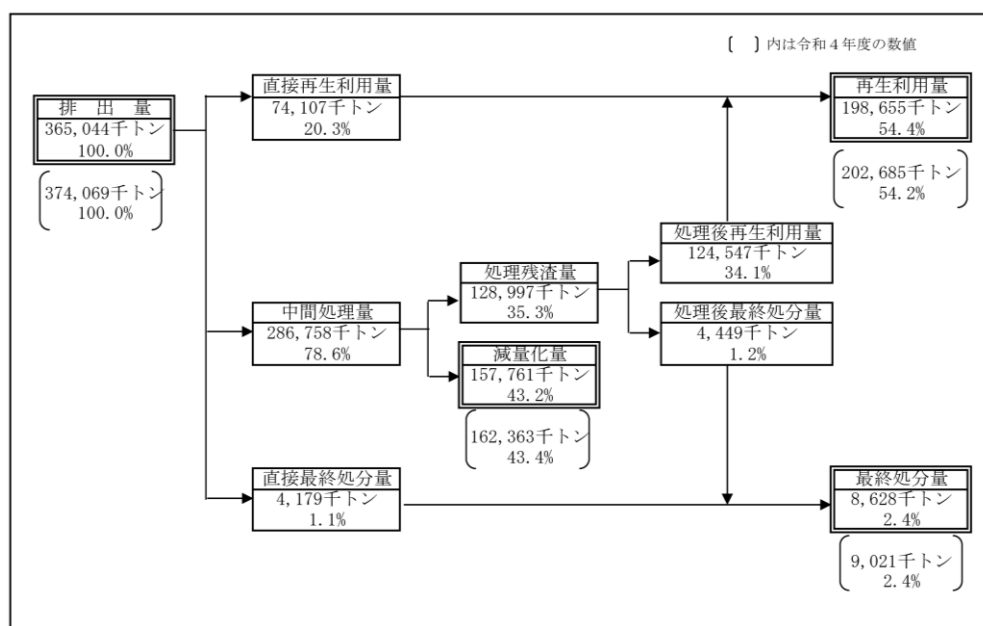 〔　〕内は令和４年度の数値
排　出　量
365,044千トン
100.0%
374,069千トン
100.0%
直接再生利用量
74,107千トン
20.3%
再生利用量
198,655千トン
54.4%
202,685千トン
54.2%
中間処理量
286,758千トン
78.6%
処理残渣量
128,997千トン
35.3%
減量化量
157,761千トン
43.2%
162,363千トン
43.4%
処理後再生利用量
124,547千トン
34.1%
処理後最終処分量
4,449千トン
1.2%
直接最終処分量
4,179千トン
1.1%
最終処分量
8,628千トン
2.4%
9,021千トン
2.4%